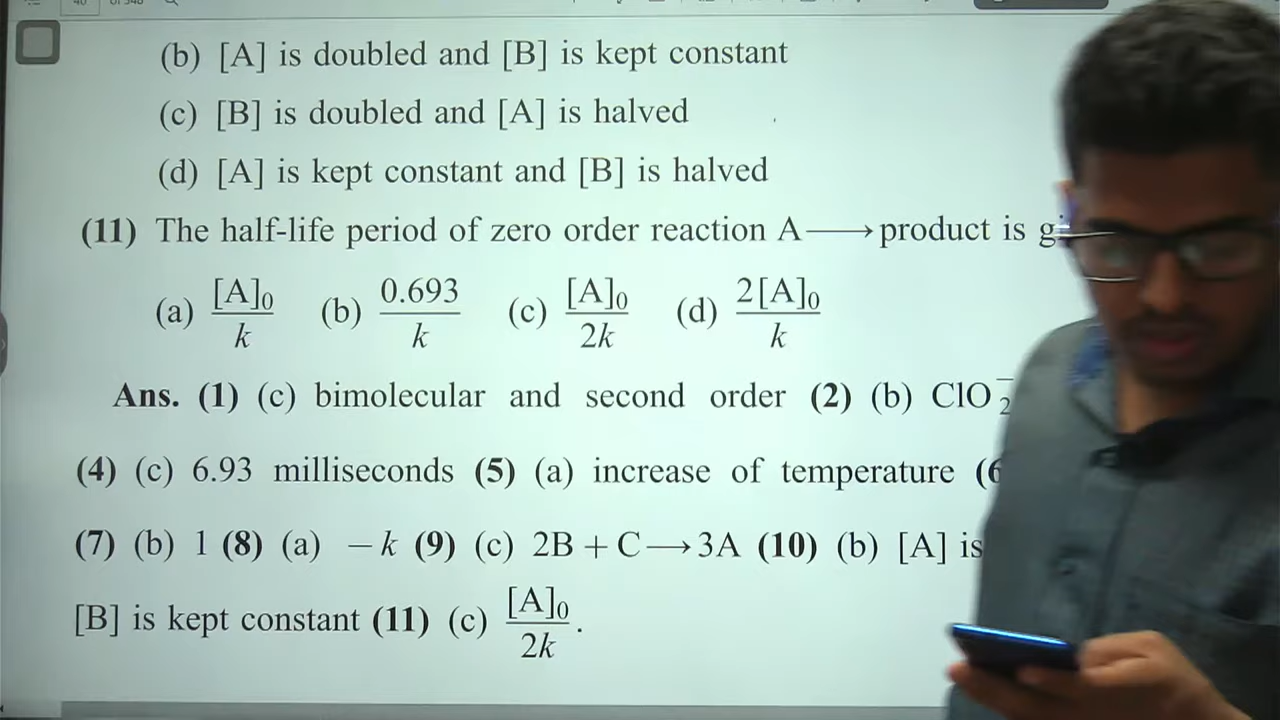 (b) [A] is doubled and [B] is kept constant
(c) [B] is doubled and [A] is halved
(d) [A] is kept constant and [B] is halved
(11) The half-life period of zero order reaction A⟶product is
(a) [A]₀/k (b) 0.693/k (c) [A]₀/2k (d) 2[A]₀/k
Ans. (1) (c) bimolecular and second order (2) (b) ClO₂⁻
(4) (c) 6.93 milliseconds (5) (a) increase of temperature
(7) (b) 1 (8) (a) −k (9) (c) 2B + C⟶3A (10) (b) [A] is
[B] is kept constant (11) (c) [A]₀/2k.